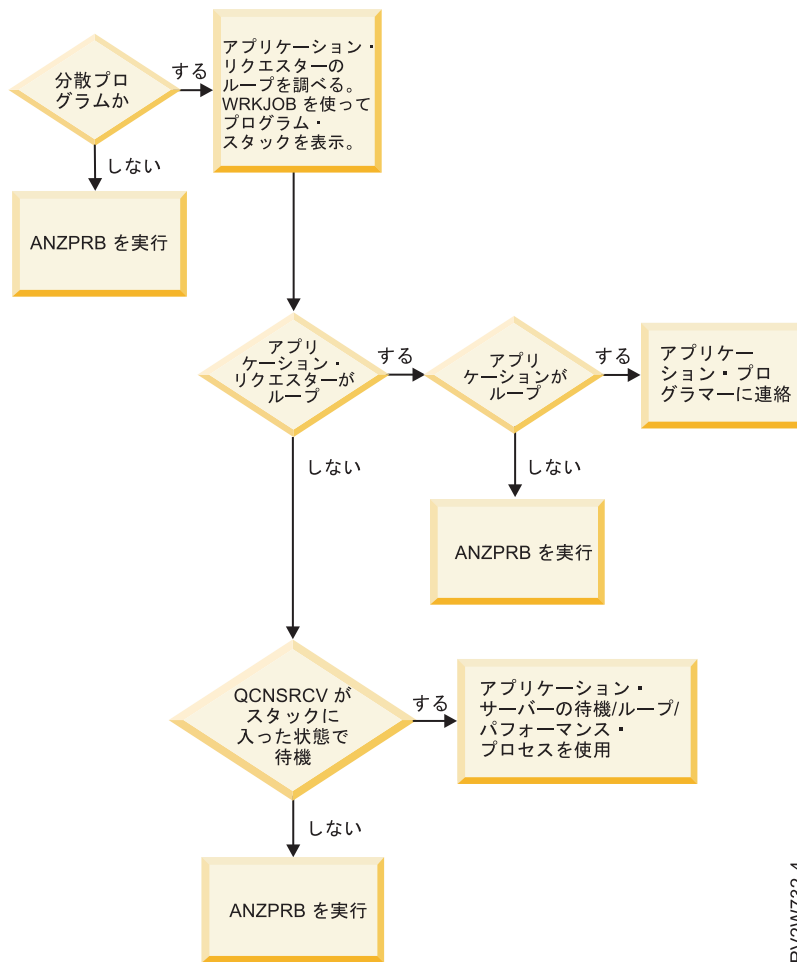 分散プロ
グラムか
する
アプリケーション・
リクエスターの
ループを調べる。
WRKJOB を使って
プログラム・
スタックを表示。
しない
ANZPRB を実行
アプリ
ケーション・
リクエスターが
ループ
する
アプリ
ケーションが
ループ
する
アプリケー
ション・プロ
グラマーに連絡
しない
しない
ANZPRB を実行
QCNSRCV が
スタックに
入った状態で
待機
する
アプリケーション・
サーバーの待機/ループ/
パフォーマンス・
プロセスを使用
しない
ANZPRB を実行